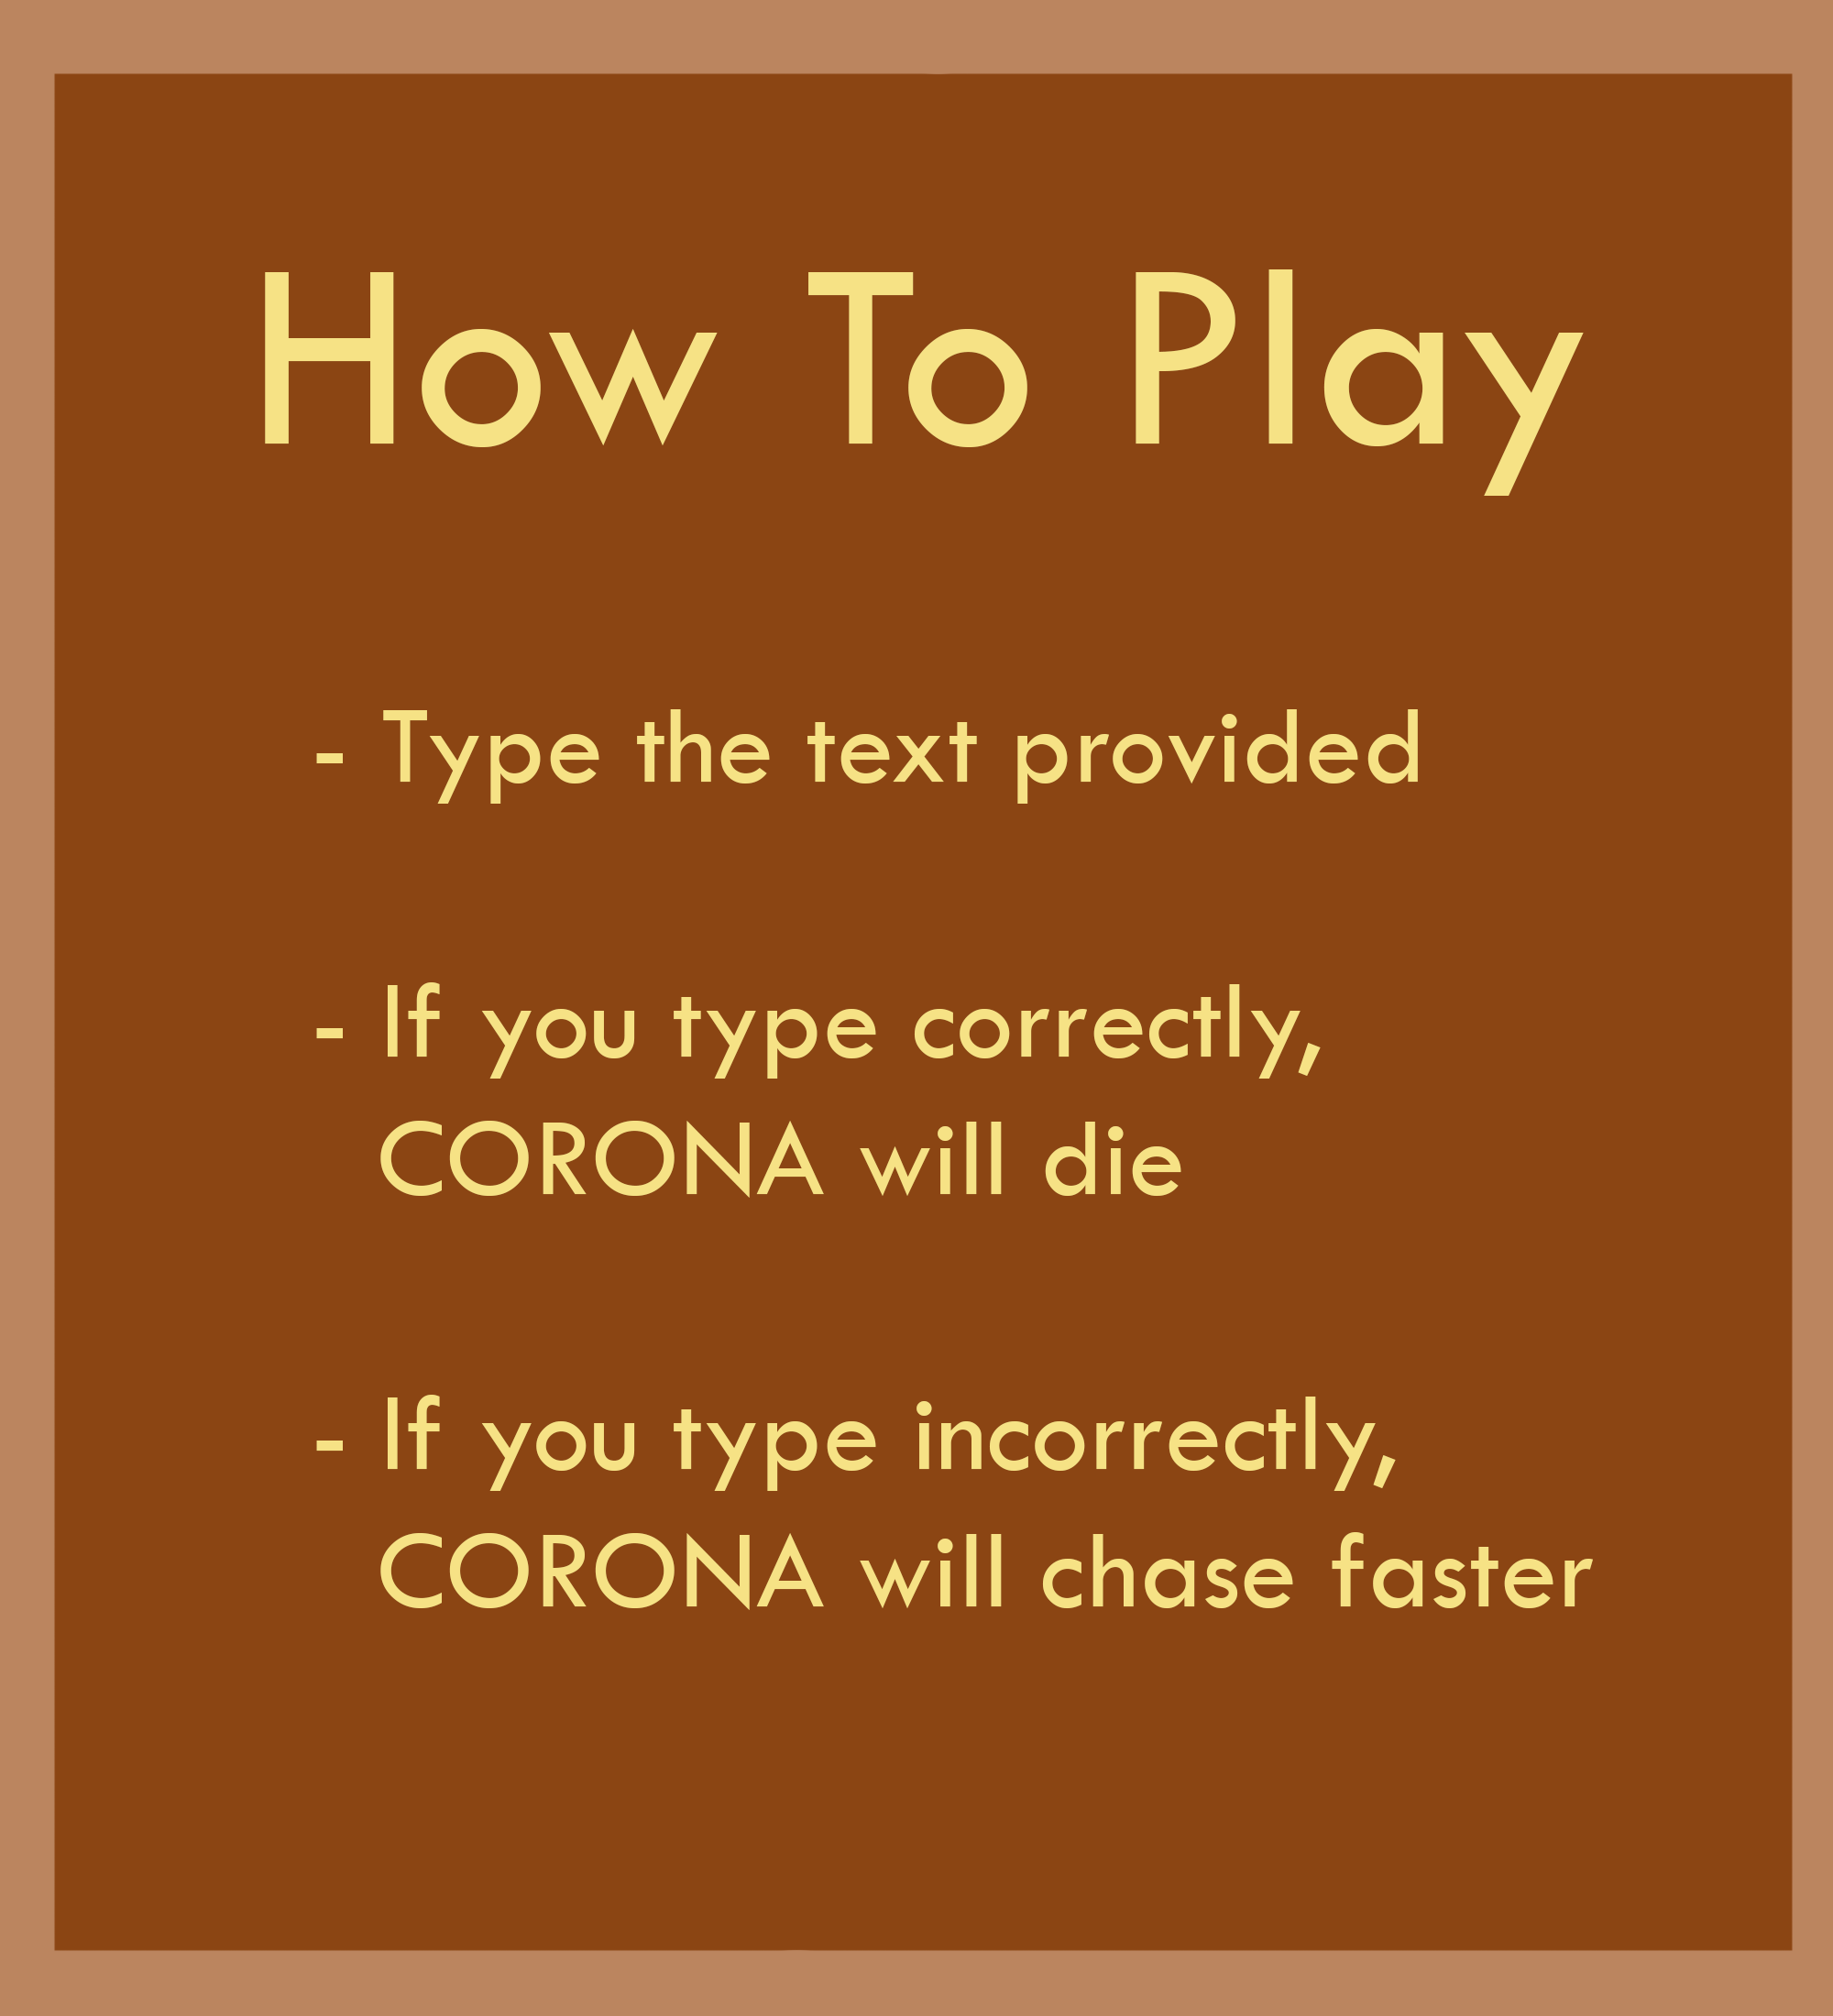 How To Play
- Type the text provided
- If you type correctly,
CORONA will die
- If you type incorrectly,
CORONA will chase faster